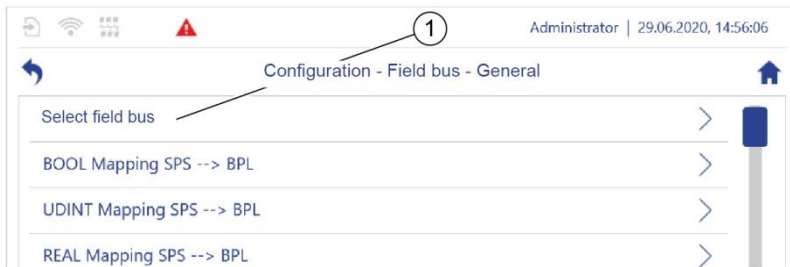 1
Administrator | 29.06.2020, 14:56:06
Configuration - Field bus - General
Select field bus
BOOL Mapping SPS --> BPL
UDINT Mapping SPS --> BPL
REAL Mapping SPS --> BPL